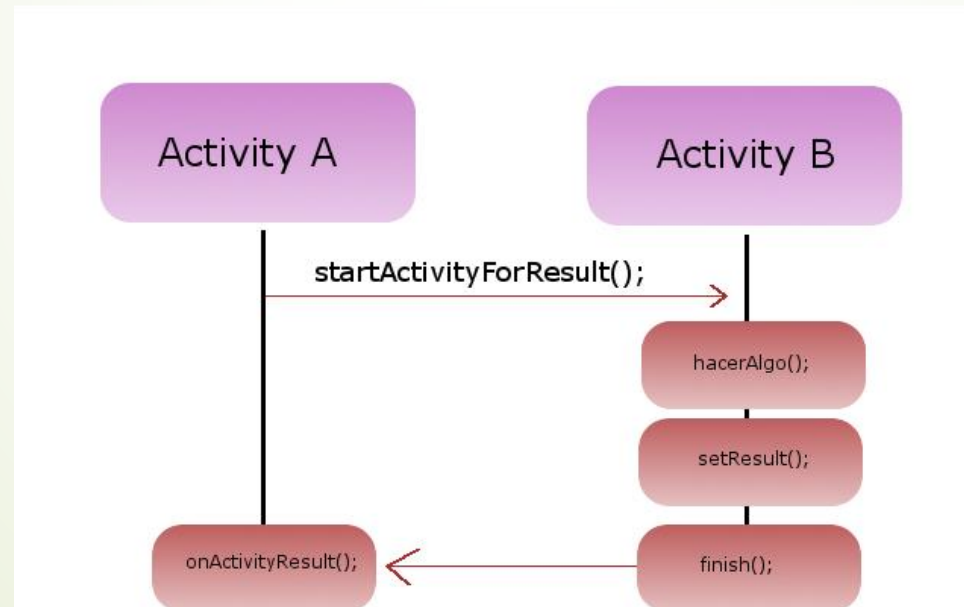 Activity A
Activity B
startActivityForResult();
hacerAlgo();
setResult();
onActivityResult();
finish();